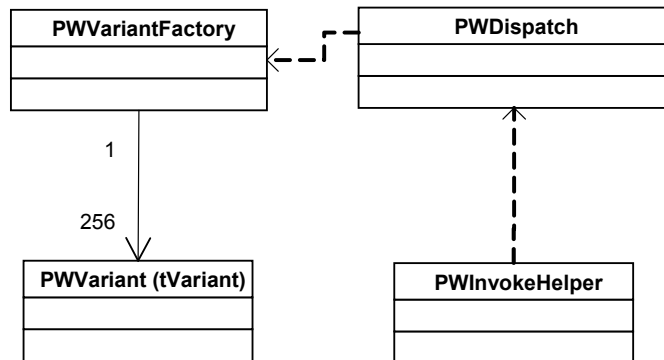 PWVariantFactory
PWDispatch
1
256
PWVariant (tVariant)
PWInvokeHelper